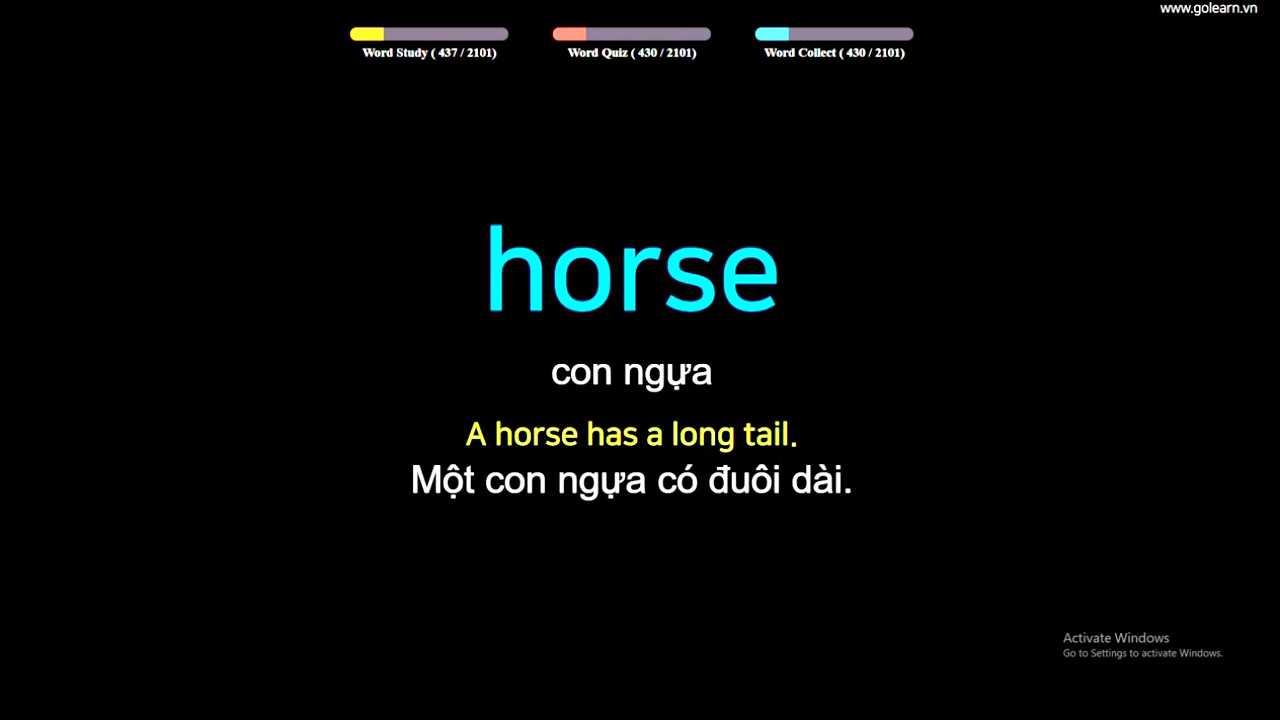 www.golearn.vn
Word Study ( 437 / 2101)
Word Quiz ( 430 / 2101)
Word Collect ( 430 / 2101)
horse
con ngựa
A horse has a long tail.
Một con ngựa có đuôi dài.
Activate Windows
Go to Settings to activate Windows.